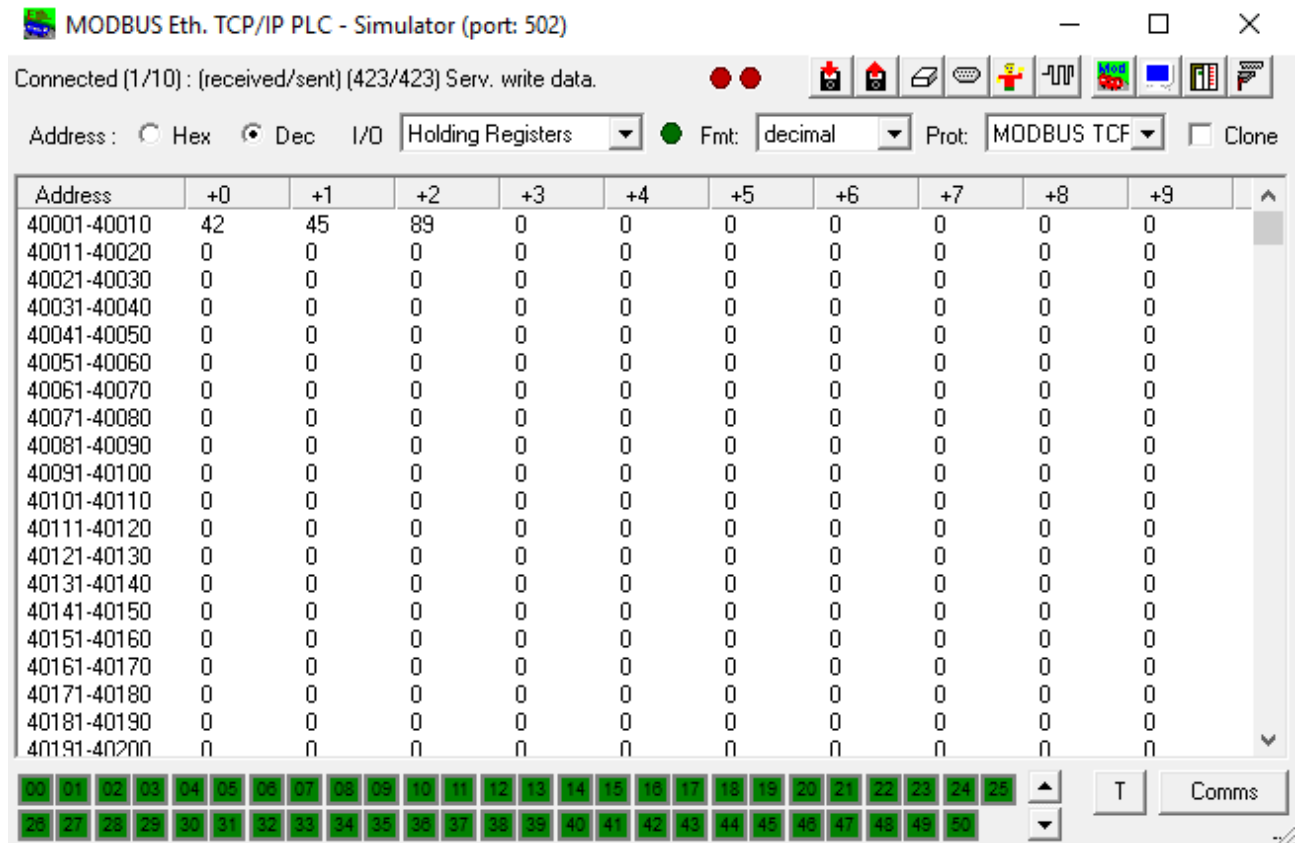 MODBUS Eth. TCP/IP PLC - Simulator (port: 502)
Connected (1/10) : (received/sent) (423/423) Serv. write data.
Mod
Address : Hex Dec I/O Holding Registers Fmt: decimal Prot: MODBUS TCP Clone
Address +0 +1 +2 +3 +4 +5 +6 +7 +8 +9
40001-40010 42 45 89 0 0 0 0 0 0 0
40011-40020 0 0 0 0 0 0 0 0 0 0
40021-40030 0 0 0 0 0 0 0 0 0 0
40031-40040 0 0 0 0 0 0 0 0 0 0
40041-40050 0 0 0 0 0 0 0 0 0 0
40051-40060 0 0 0 0 0 0 0 0 0 0
40061-40070 0 0 0 0 0 0 0 0 0 0
40071-40080 0 0 0 0 0 0 0 0 0 0
40081-40090 0 0 0 0 0 0 0 0 0 0
40091-40100 0 0 0 0 0 0 0 0 0 0
40101-40110 0 0 0 0 0 0 0 0 0 0
40111-40120 0 0 0 0 0 0 0 0 0 0
40121-40130 0 0 0 0 0 0 0 0 0 0
40131-40140 0 0 0 0 0 0 0 0 0 0
40141-40150 0 0 0 0 0 0 0 0 0 0
40151-40160 0 0 0 0 0 0 0 0 0 0
40161-40170 0 0 0 0 0 0 0 0 0 0
40171-40180 0 0 0 0 0 0 0 0 0 0
40181-40190 0 0 0 0 0 0 0 0 0 0
40191-40200 0 0 0 0 0 0 0 0 0 0
00 01 02 03 04 05 06 07 08 09 10 11 12 13 14 15 16 17 18 19 20 21 22 23 24 25 T Comms
26 27 28 29 30 31 32 33 34 35 36 37 38 39 40 41 42 43 44 45 46 47 48 49 50